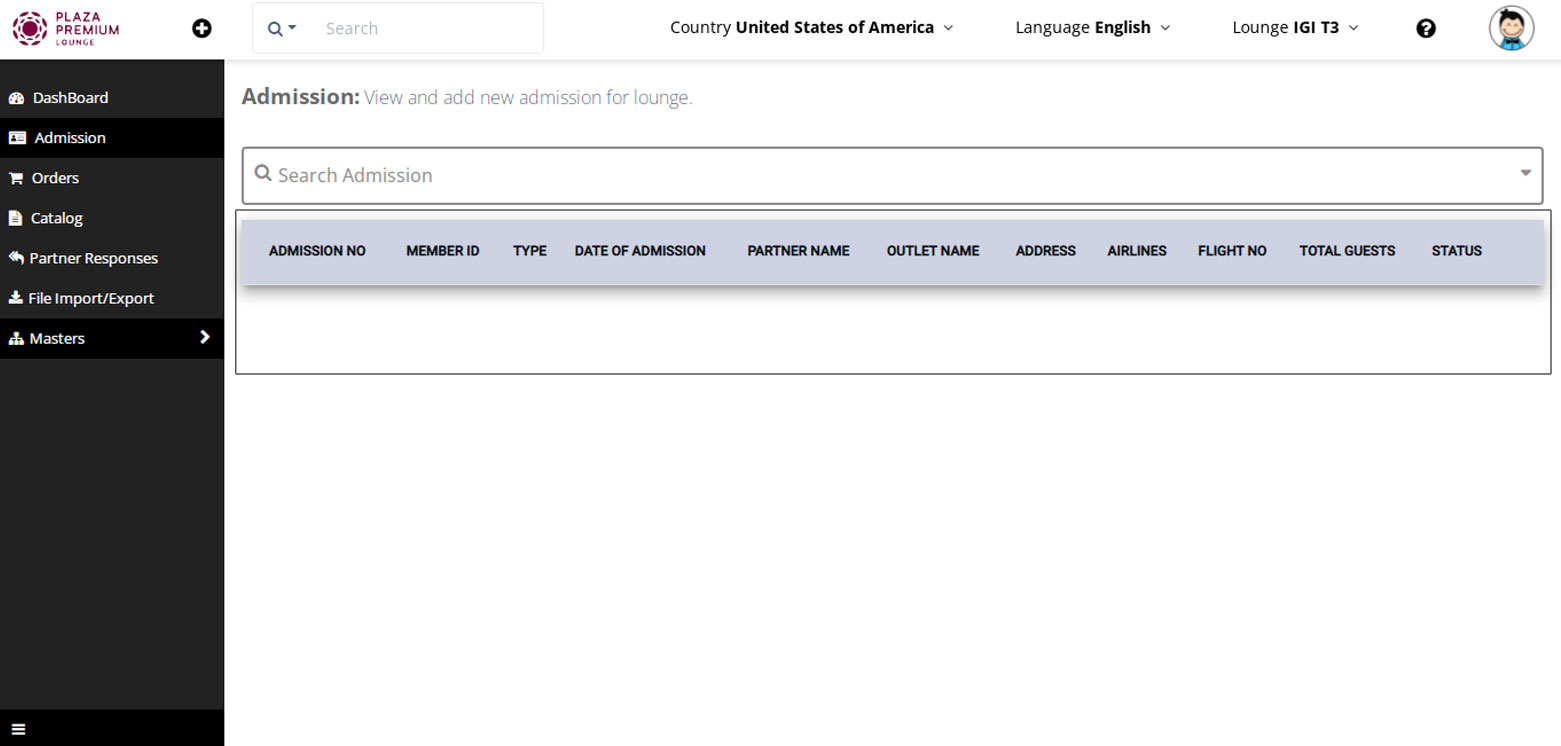 PLAZA
PREMIUM
LOUNGE
Search
Country United States of America
Language English
Lounge IGI T3
DashBoard
Admission
Orders
Catalog
Partner Responses
File Import/Export
Masters
Admission: View and add new admission for lounge.
Search Admission
ADMISSION NO MEMBER ID TYPE DATE OF ADMISSION PARTNER NAME OUTLET NAME ADDRESS AIRLINES FLIGHT NO TOTAL GUESTS STATUS